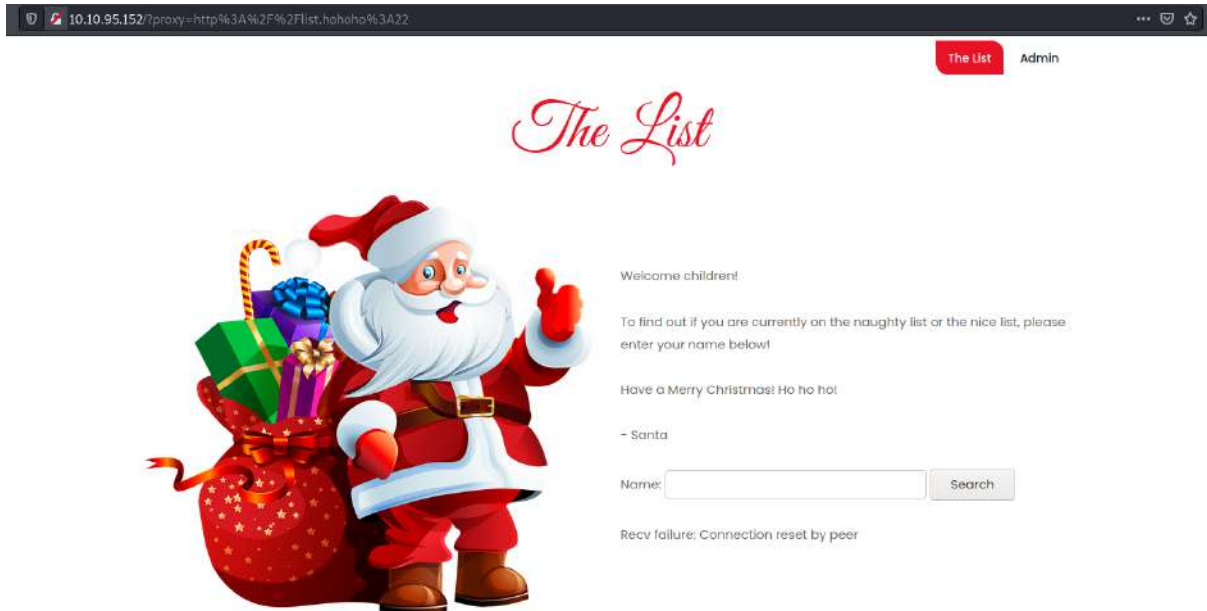 10.10.95.152/?proxy=http%3A%2F%2Flist.hohoho%3A22
The List
Admin
The List
Welcome children!
To find out if you are currently on the naughty list or the nice list, please
enter your name below!
Have a Merry Christmas! Ho ho ho!
- Santa
Name:
Search
Recv failure: Connection reset by peer